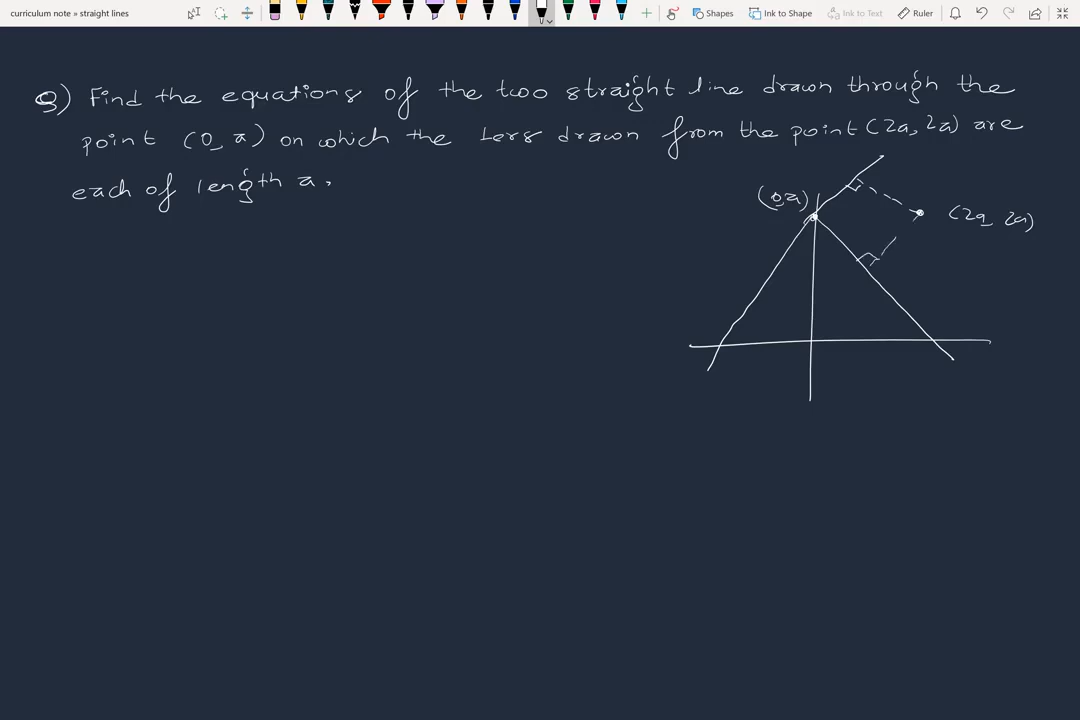 curriculum note » straight lines
Shapes
Ink to Shape
Ink to Text
Ruler
Q) Find the equations of the two straight line drawn through the
point (0, a) on which the ⊥ers drawn from the point (2a, 2a) are
each of length a.
(0,a)
(2a, 2a)